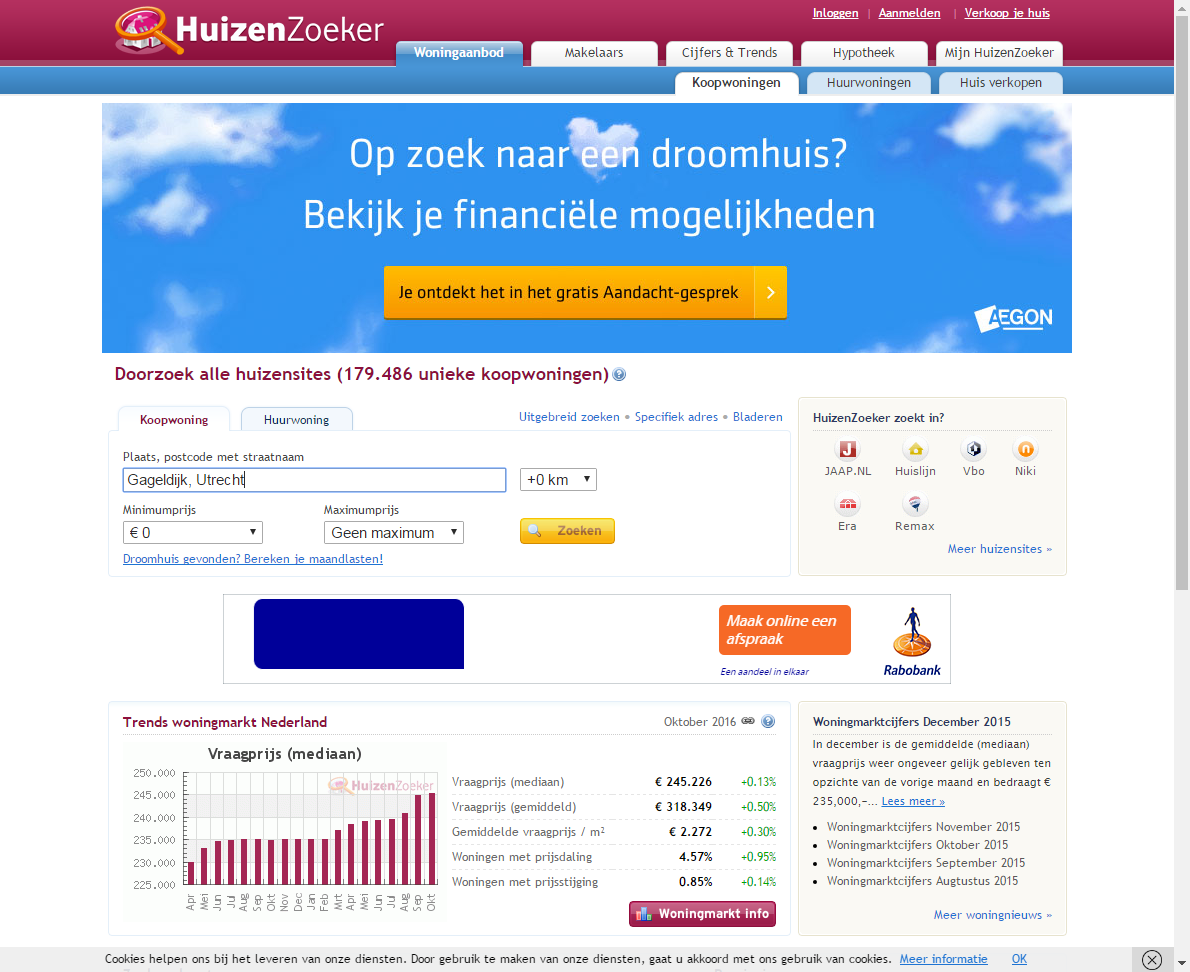 Inloggen | Aanmelden | Verkoop je huis
HuizenZoeker
Woningaanbod Makelaars Cijfers & Trends Hypotheek Mijn HuizenZoeker
Koopwoningen Huurwoningen Huis verkopen
Op zoek naar een droomhuis?
Bekijk je financiële mogelijkheden
Je ontdekt het in het gratis Aandacht-gesprek
AEGON
Doorzoek alle huizensites (179.486 unieke koopwoningen)
Koopwoning Huurwoning
Uitgebreid zoeken • Specifiek adres • Bladeren
Plaats, postcode met straatnaam
Gageldijk, Utrecht +0 km
Minimumprijs Maximumprijs
€ 0 Geen maximum Zoeken
Droomhuis gevonden? Bereken je maandlasten!
HuizenZoeker zoekt in?
JAAP.NL Huislijn Vbo Niki
Era Remax
Meer huizensites »
Maak online een
afspraak
Een aandeel in elkaar
Rabobank
Trends woningmarkt Nederland Oktober 2016
Vraagprijs (mediaan)
HuizenZoeker
250.000
245.000
240.000
235.000
230.000
225.000
Apr Mei Jun Jul Aug Sep Okt Nov Dec Jan Feb Mrt Apr Mei Jun Jul Aug Sep Okt
Vraagprijs (mediaan) € 245.226 +0.13%
Vraagprijs (gemiddeld) € 318.349 +0.50%
Gemiddelde vraagprijs / m² € 2.272 +0.30%
Woningen met prijsdaling 4.57% +0.95%
Woningen met prijsstijging 0.85% +0.14%
Woningmarkt info
Woningmarktcijfers December 2015
In december is de gemiddelde (mediaan)
vraagprijs weer ongeveer gelijk gebleven ten
opzichte van de vorige maand en bedraagt €
235,000,-... Lees meer »
• Woningmarktcijfers November 2015
• Woningmarktcijfers Oktober 2015
• Woningmarktcijfers September 2015
• Woningmarktcijfers Augtustus 2015
Meer woningnieuws »
Cookies helpen ons bij het leveren van onze diensten. Door gebruik te maken van onze diensten, gaat u akkoord met ons gebruik van cookies. Meer informatie OK